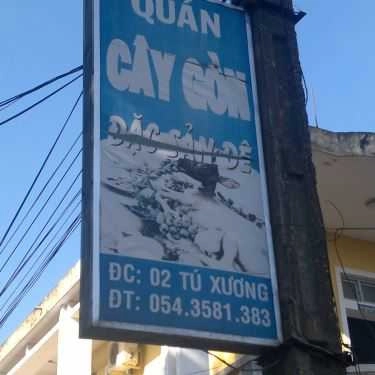 QUÁN
CÂY GÒN
ĐẶC SẢN DÊ
ĐC: 02 TÚ XƯƠNG
ĐT: 054.3581.383